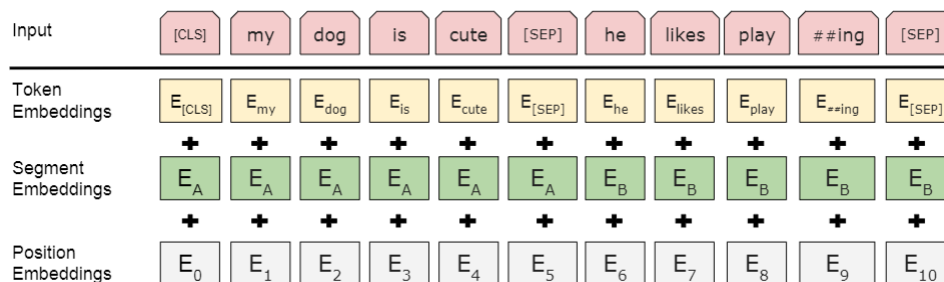 Input [CLS] my dog is cute [SEP] he likes play ##ing [SEP]
Token Embeddings E[CLS] Emy Edog Eis Ecute E[SEP] Ehe Elikes Eplay E##ing E[SEP]
+ + + + + + + + + + +
Segment Embeddings EA EA EA EA EA EA EB EB EB EB EB
+ + + + + + + + + + +
Position Embeddings E0 E1 E2 E3 E4 E5 E6 E7 E8 E9 E10